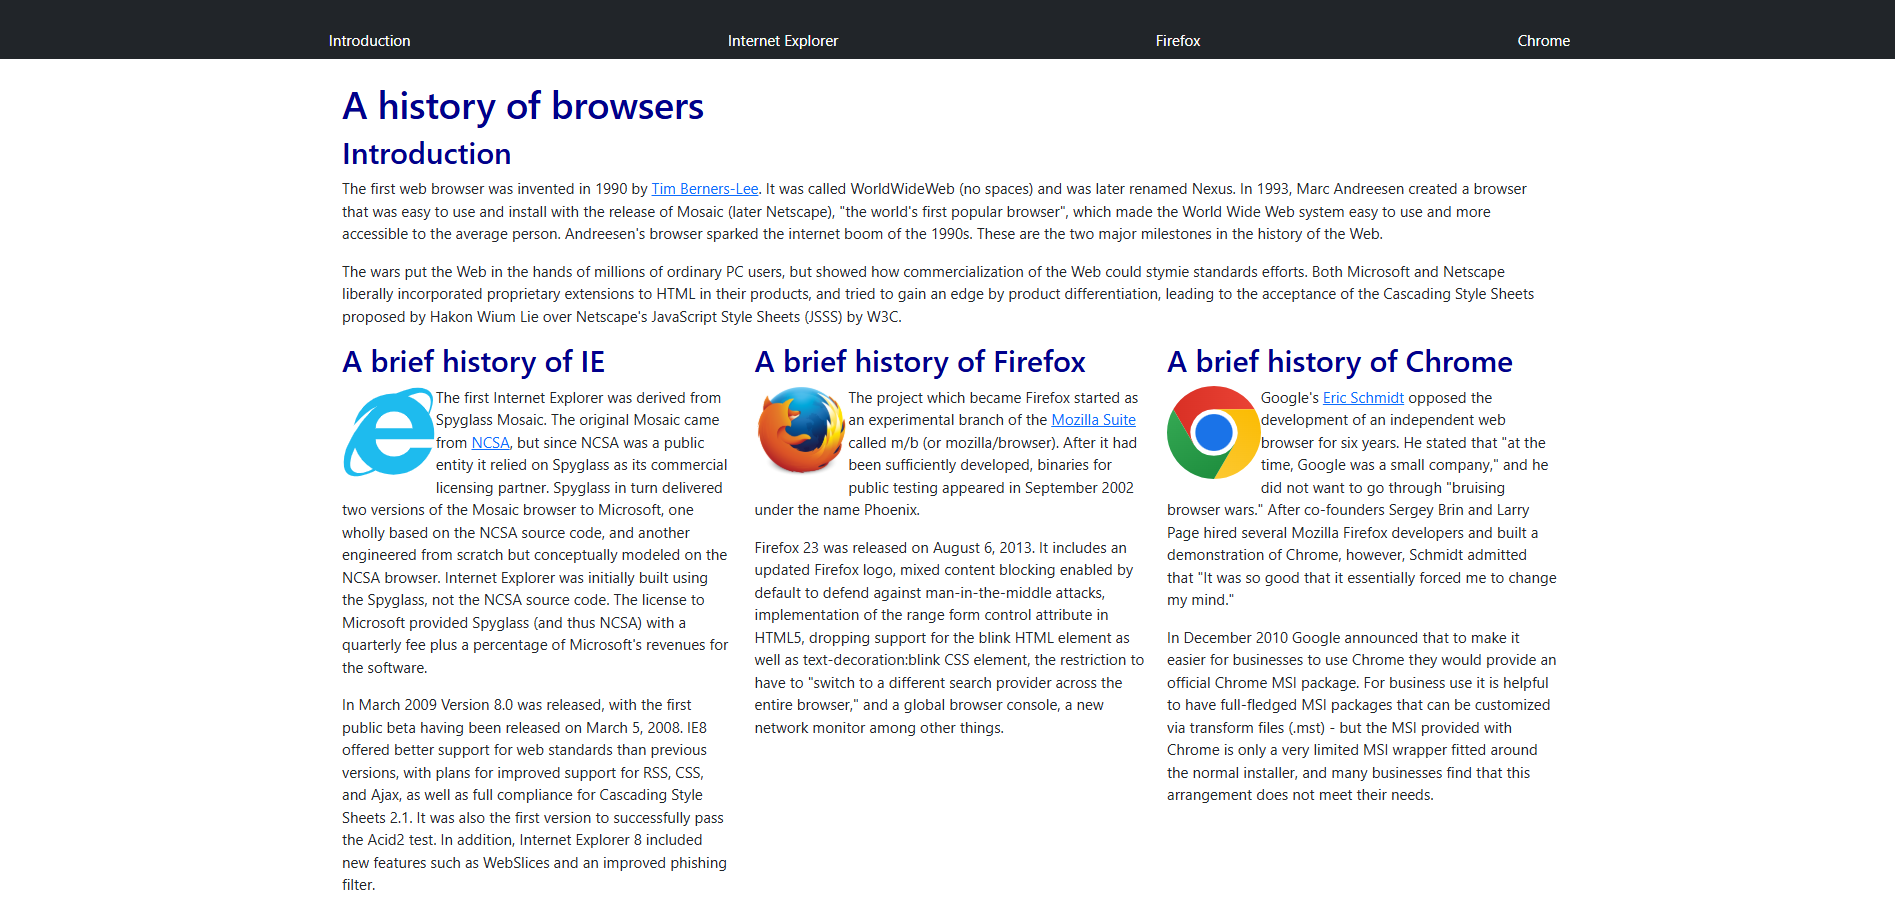 Introduction
Internet Explorer
Firefox
Chrome
A history of browsers
Introduction
The first web browser was invented in 1990 by Tim Berners-Lee. It was called WorldWideWeb (no spaces) and was later renamed Nexus. In 1993, Marc Andreesen created a browser
that was easy to use and install with the release of Mosaic (later Netscape), "the world's first popular browser", which made the World Wide Web system easy to use and more
accessible to the average person. Andreesen's browser sparked the internet boom of the 1990s. These are the two major milestones in the history of the Web.
The wars put the Web in the hands of millions of ordinary PC users, but showed how commercialization of the Web could stymie standards efforts. Both Microsoft and Netscape
liberally incorporated proprietary extensions to HTML in their products, and tried to gain an edge by product differentiation, leading to the acceptance of the Cascading Style Sheets
proposed by Hakon Wium Lie over Netscape's JavaScript Style Sheets (JSSS) by W3C.
A brief history of IE
The first Internet Explorer was derived from
Spyglass Mosaic. The original Mosaic came
from NCSA, but since NCSA was a public
entity it relied on Spyglass as its commercial
licensing partner. Spyglass in turn delivered
two versions of the Mosaic browser to Microsoft, one
wholly based on the NCSA source code, and another
engineered from scratch but conceptually modeled on the
NCSA browser. Internet Explorer was initially built using
the Spyglass, not the NCSA source code. The license to
Microsoft provided Spyglass (and thus NCSA) with a
quarterly fee plus a percentage of Microsoft's revenues for
the software.
In March 2009 Version 8.0 was released, with the first
public beta having been released on March 5, 2008. IE8
offered better support for web standards than previous
versions, with plans for improved support for RSS, CSS,
and Ajax, as well as full compliance for Cascading Style
Sheets 2.1. It was also the first version to successfully pass
the Acid2 test. In addition, Internet Explorer 8 included
new features such as WebSlices and an improved phishing
filter.
A brief history of Firefox
The project which became Firefox started as
an experimental branch of the Mozilla Suite
called m/b (or mozilla/browser). After it had
been sufficiently developed, binaries for
public testing appeared in September 2002
under the name Phoenix.
Firefox 23 was released on August 6, 2013. It includes an
updated Firefox logo, mixed content blocking enabled by
default to defend against man-in-the-middle attacks,
implementation of the range form control attribute in
HTML5, dropping support for the blink HTML element as
well as text-decoration:blink CSS element, the restriction to
have to "switch to a different search provider across the
entire browser," and a global browser console, a new
network monitor among other things.
A brief history of Chrome
Google's Eric Schmidt opposed the
development of an independent web
browser for six years. He stated that "at the
time, Google was a small company," and he
did not want to go through "bruising
browser wars." After co-founders Sergey Brin and Larry
Page hired several Mozilla Firefox developers and built a
demonstration of Chrome, however, Schmidt admitted
that "It was so good that it essentially forced me to change
my mind."
In December 2010 Google announced that to make it
easier for businesses to use Chrome they would provide an
official Chrome MSI package. For business use it is helpful
to have full-fledged MSI packages that can be customized
via transform files (.mst) - but the MSI provided with
Chrome is only a very limited MSI wrapper fitted around
the normal installer, and many businesses find that this
arrangement does not meet their needs.